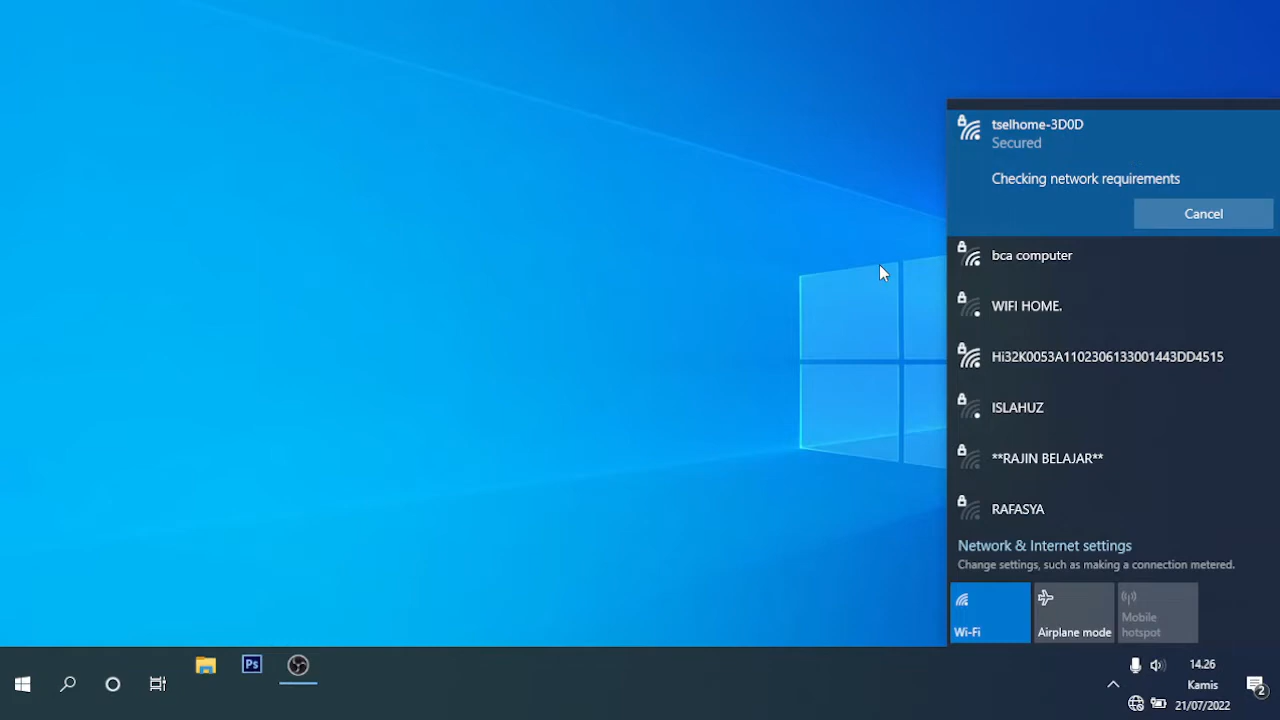 tselhome-3D0D
Secured
Checking network requirements
Cancel
bca computer
WIFI HOME.
Hi32K0053A1102306133001443DD4515
ISLAHUZ
**RAJIN BELAJAR**
RAFASYA
Network & Internet settings
Change settings, such as making a connection metered.
Wi-Fi
Airplane mode
Mobile
hotspot
Ps
14.26
Kamis
21/07/2022
2